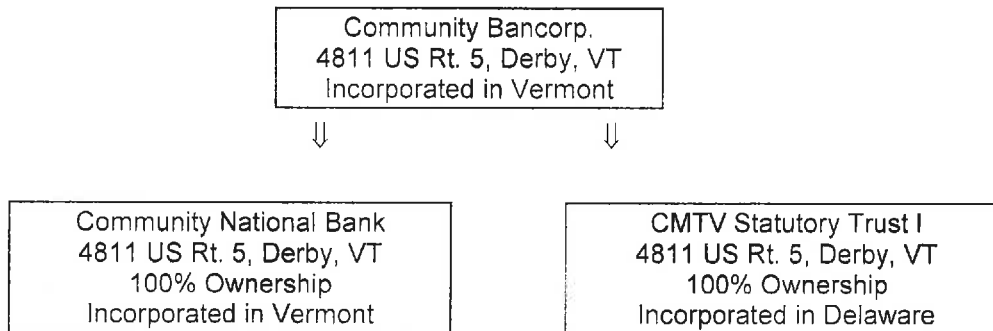 Community Bancorp.
4811 US Rt. 5, Derby, VT
Incorporated in Vermont
Community National Bank
4811 US Rt. 5, Derby, VT
100% Ownership
Incorporated in Vermont
CMTV Statutory Trust I
4811 US Rt. 5, Derby, VT
100% Ownership
Incorporated in Delaware